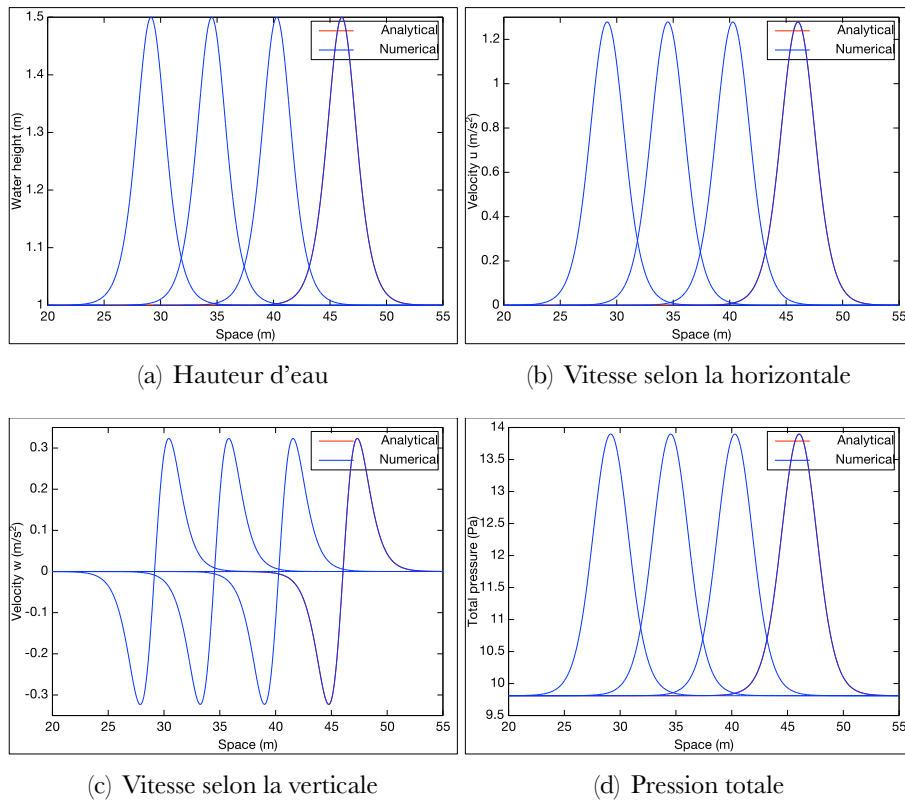 1.5
1.4
1.3
1.2
1.1
1
Water height (m)
20 25 30 35 40 45 50 55
Space (m)
Analytical
Numerical
(a) Hauteur d'eau
1.2
0.8
0.4
0
Velocity u (m/s²)
20 25 30 35 40 45 50 55
Space (m)
Analytical
Numerical
(b) Vitesse selon la horizontale
0.3
0.2
0.1
0
-0.1
-0.2
-0.3
Velocity w (m/s²)
20 25 30 35 40 45 50 55
Space (m)
Analytical
Numerical
(c) Vitesse selon la verticale
14
13.5
13
12.5
12
11.5
11
10.5
10
9.5
Total pressure (Pa)
20 25 30 35 40 45 50 55
Space (m)
Analytical
Numerical
(d) Pression totale